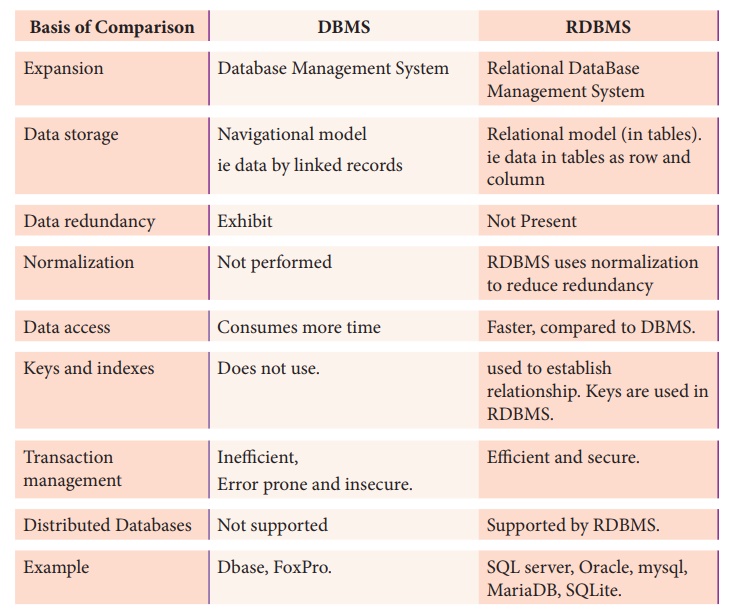 Basis of Comparison DBMS RDBMS
Expansion Database Management System Relational DataBase
Management System
Data storage Navigational model Relational model (in tables).
ie data by linked records ie data in tables as row and
column
Data redundancy Exhibit Not Present
Normalization Not performed RDBMS uses normalization
to reduce redundancy
Data access Consumes more time Faster, compared to DBMS.
Keys and indexes Does not use. used to establish
relationship. Keys are used in
RDBMS.
Transaction Inefficient, Efficient and secure.
management Error prone and insecure.
Distributed Databases Not supported Supported by RDBMS.
Example Dbase, FoxPro. SQL server, Oracle, mysql,
MariaDB, SQLite.